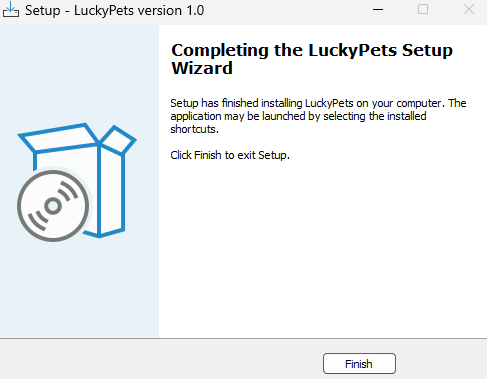 Setup - LuckyPets version 1.0
Completing the LuckyPets Setup
Wizard
Setup has finished installing LuckyPets on your computer. The
application may be launched by selecting the installed
shortcuts.
Click Finish to exit Setup.
Finish